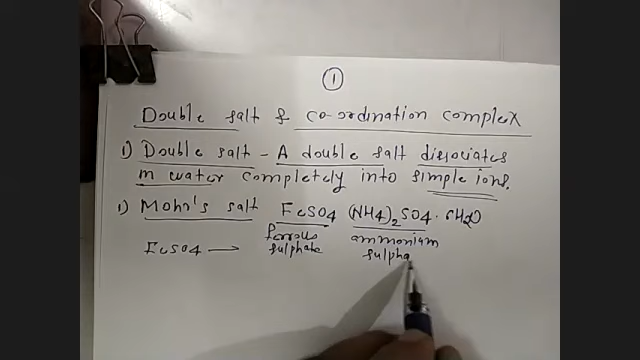 1
Double salt & co-ordination complex
1) Double salt - A double salt dissociates
in water completely into simple ions.
1) Mohr's salt FeSO4 (NH4)2SO4. 6H2O
ferrous ammonium
FeSO4 → sulphate sulpha